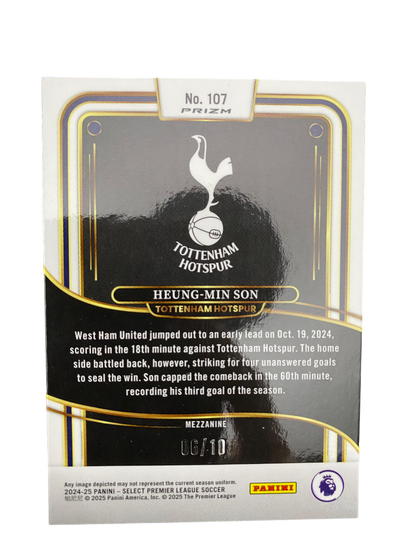 No. 107
PRIZM
TOTTENHAM
HOTSPUR
HEUNG-MIN SON
TOTTENHAM HOTSPUR
West Ham United jumped out to an early lead on Oct. 19, 2024,
scoring in the 18th minute against Tottenham Hotspur. The home
side battled back, however, striking for four unanswered goals
to seal the win. Son capped the comeback in the 60th minute,
recording his third goal of the season.
MEZZANINE
06/10
Any image depicted may not represent the current season uniform.
2024-25 PANINI – SELECT PREMIER LEAGUE SOCCER
帕尼尼 © 2025 Panini America, Inc. © 2025 The Premier League
PANINI